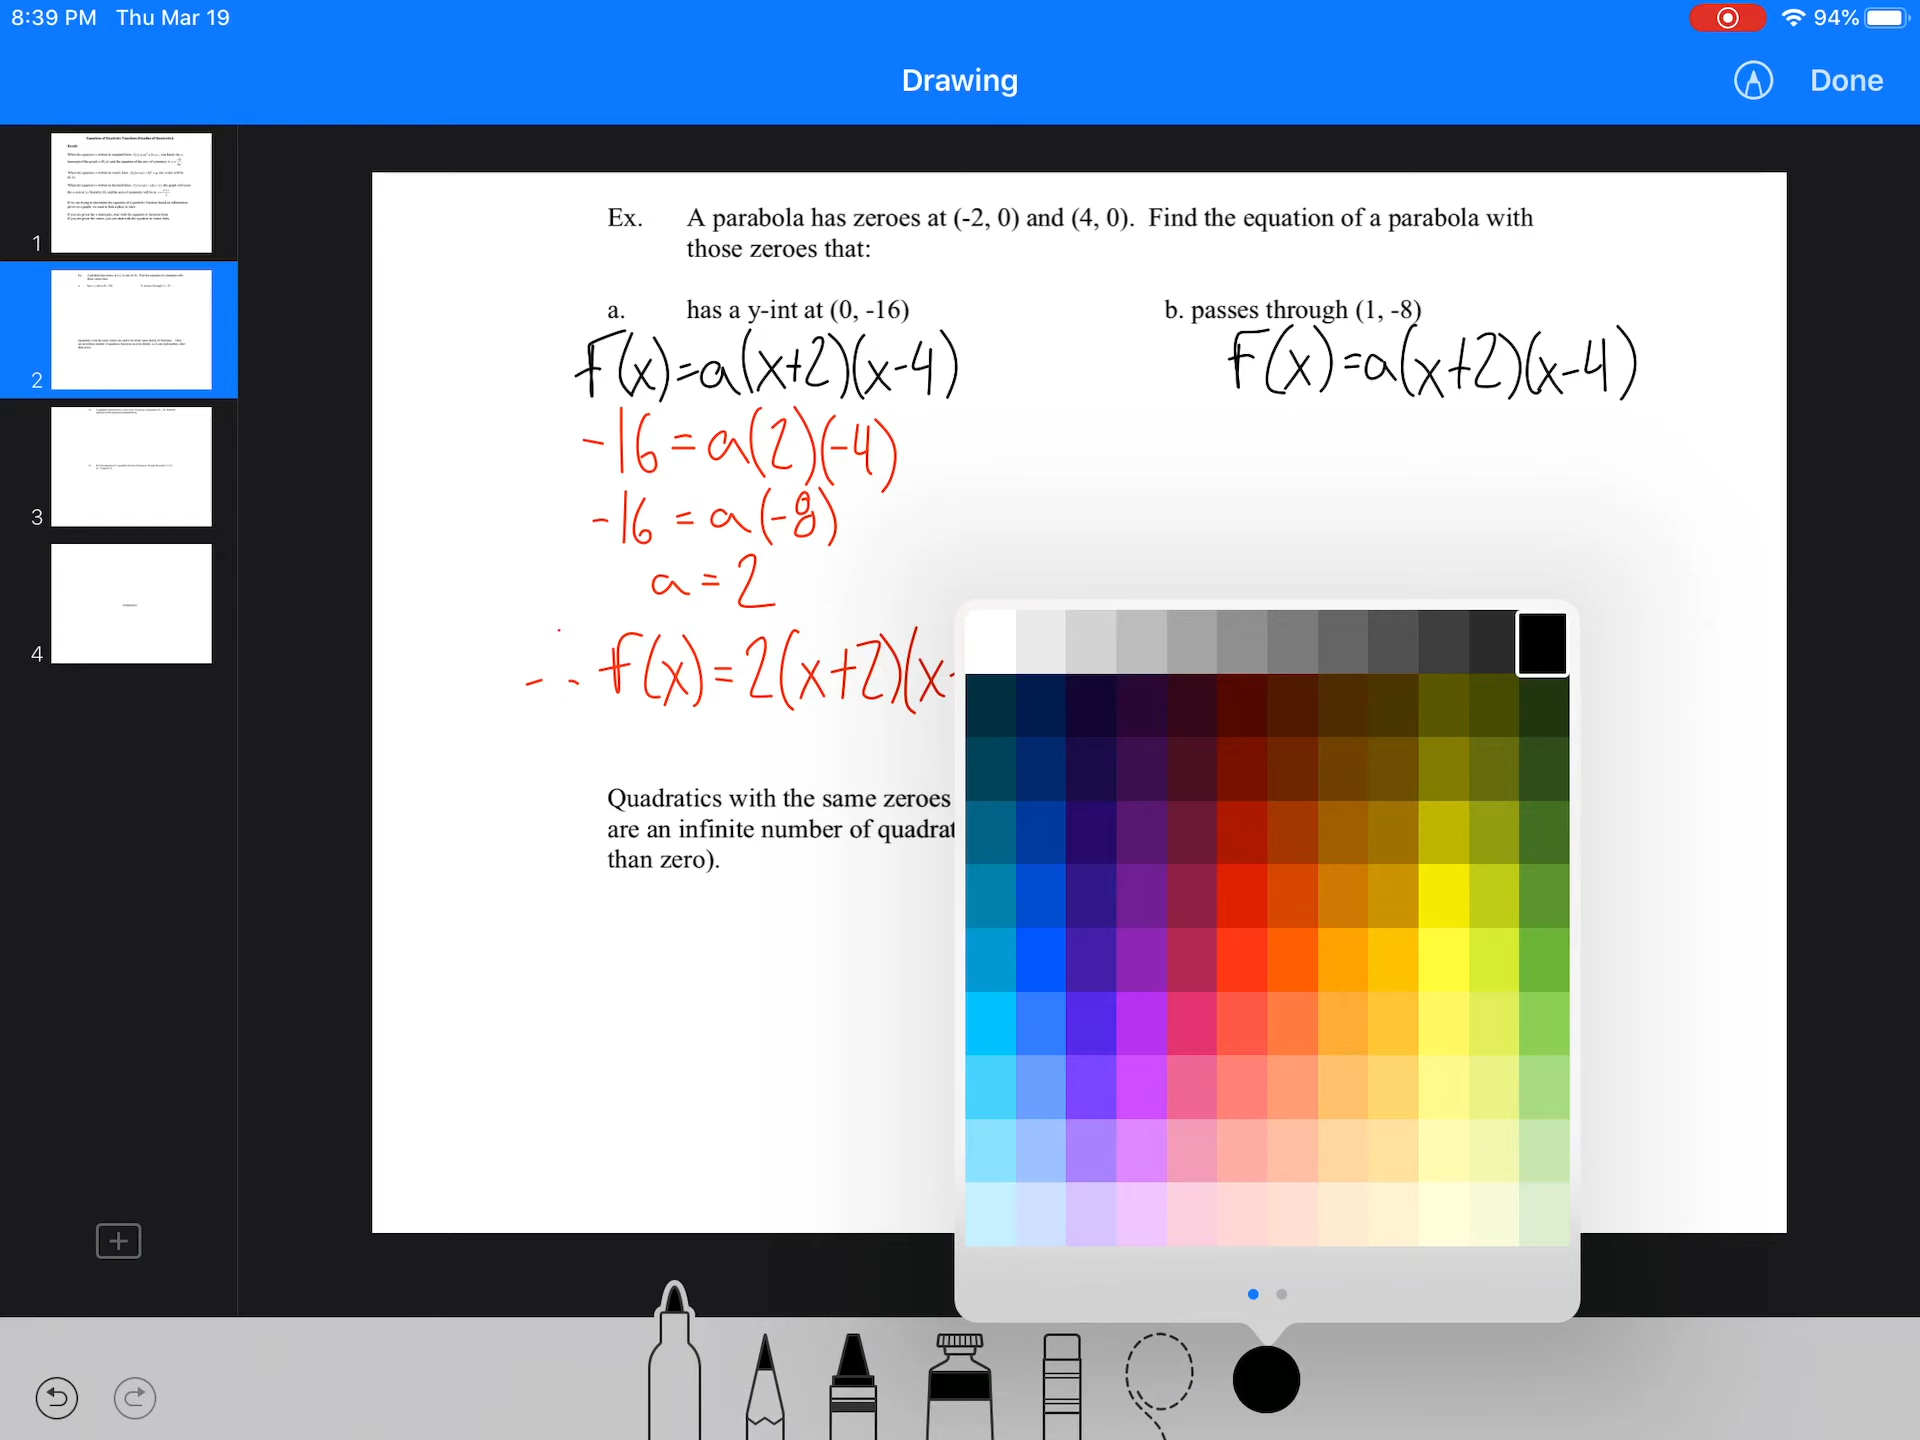 8:39 PM Thu Mar 19 94%
Drawing Done
1
2
3
4
Ex. A parabola has zeroes at (-2, 0) and (4, 0). Find the equation of a parabola with
those zeroes that:
a. has a y-int at (0, -16) b. passes through (1, -8)
f(x)=a(x+2)(x-4) f(x)=a(x+2)(x-4)
-16 = a(2)(-4)
-16 = a(-8)
a = 2
∴ f(x)=2(x+2)(x-
Quadratics with the same zeroes
are an infinite number of quadrat
than zero).